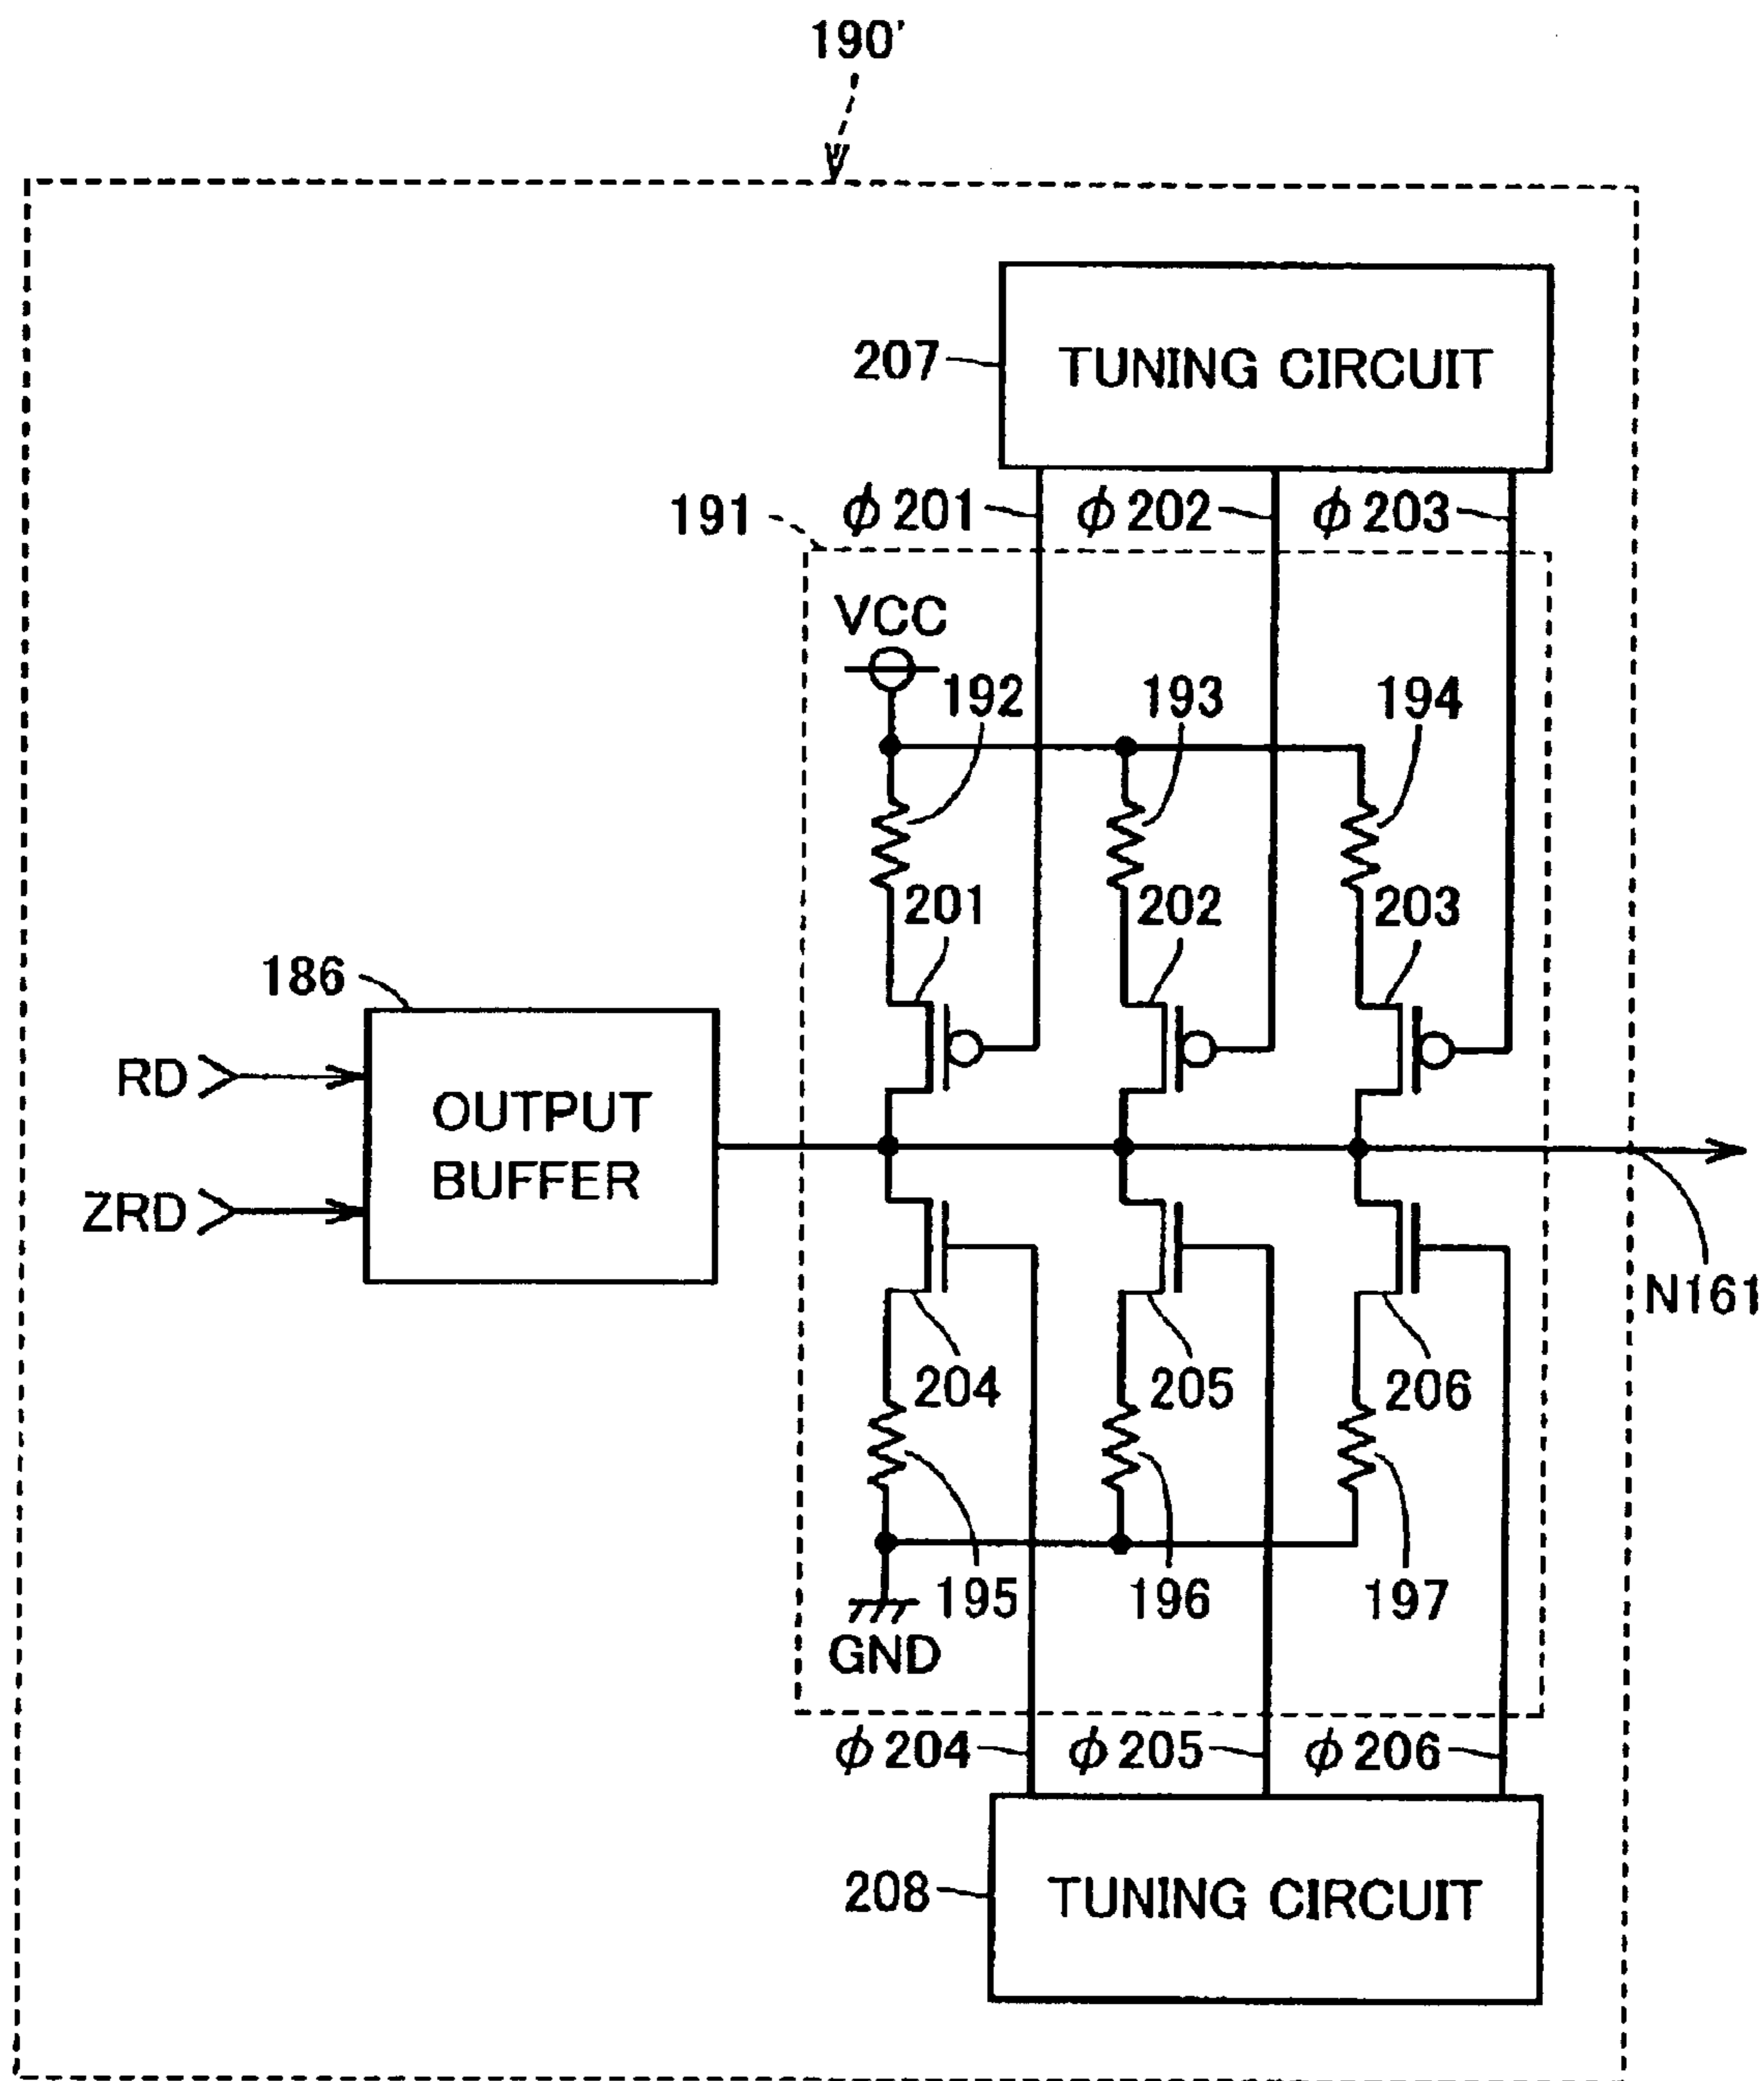 190'
TUNING CIRCUIT
207
191
ϕ201
ϕ202
ϕ203
VCC
192
193
194
201
202
203
186
RD
ZRD
OUTPUT
BUFFER
N161
204
205
206
195
196
197
GND
ϕ204
ϕ205
ϕ206
208
TUNING CIRCUIT